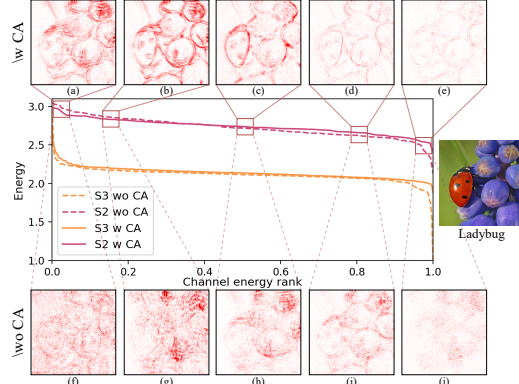 \w CA
(a) (b) (c) (d) (e)
3.0
2.5
2.0
1.5
1.0
Energy
S3 wo CA
S2 wo CA
S3 w CA
S2 w CA
0.0 0.2 0.4 0.6 0.8 1.0
Channel energy rank
Ladybug
\wo CA
(f) (g) (h) (i) (j)